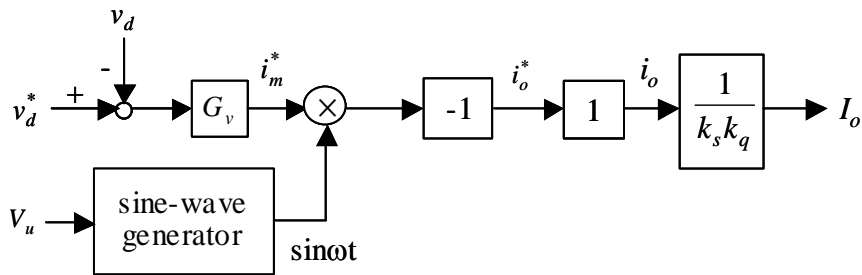 v_d
-
+
v_d^*
G_v
i_m^*
×
-1
i_o^*
1
i_o
1
k_s k_q
I_o
V_u
sine-wave
generator
sinωt